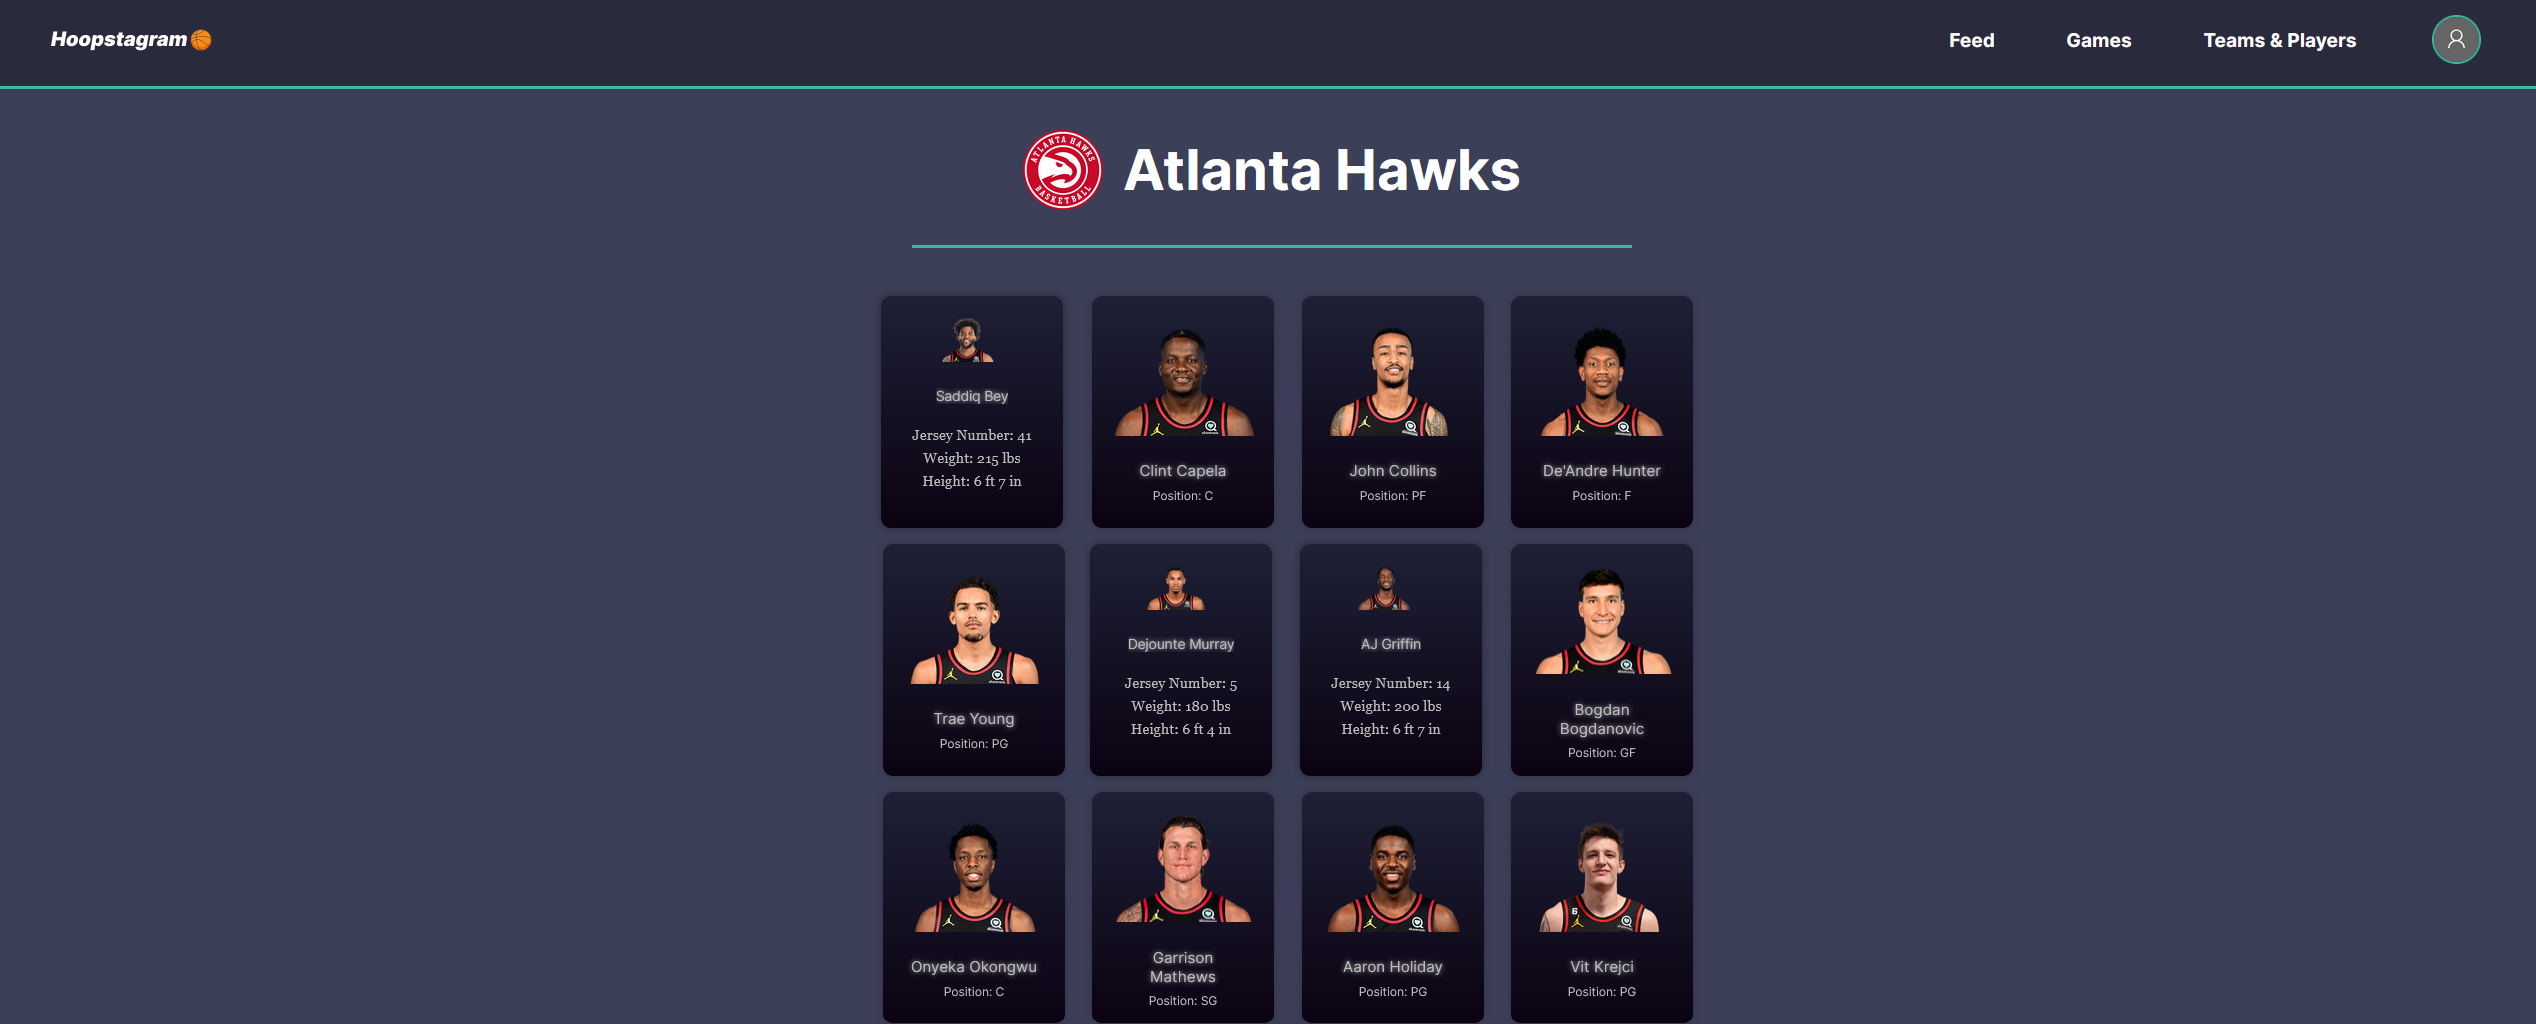 Hoopstagram
Feed
Games
Teams & Players
ATLANTA HAWKS
BASKETBALL
Atlanta Hawks
Saddiq Bey
Jersey Number: 41
Weight: 215 lbs
Height: 6 ft 7 in
Clint Capela
Position: C
John Collins
Position: PF
De'Andre Hunter
Position: F
Trae Young
Position: PG
Dejounte Murray
Jersey Number: 5
Weight: 180 lbs
Height: 6 ft 4 in
AJ Griffin
Jersey Number: 14
Weight: 200 lbs
Height: 6 ft 7 in
Bogdan
Bogdanovic
Position: GF
Onyeka Okongwu
Position: C
Garrison
Mathews
Position: SG
Aaron Holiday
Position: PG
6
Vit Krejci
Position: PG